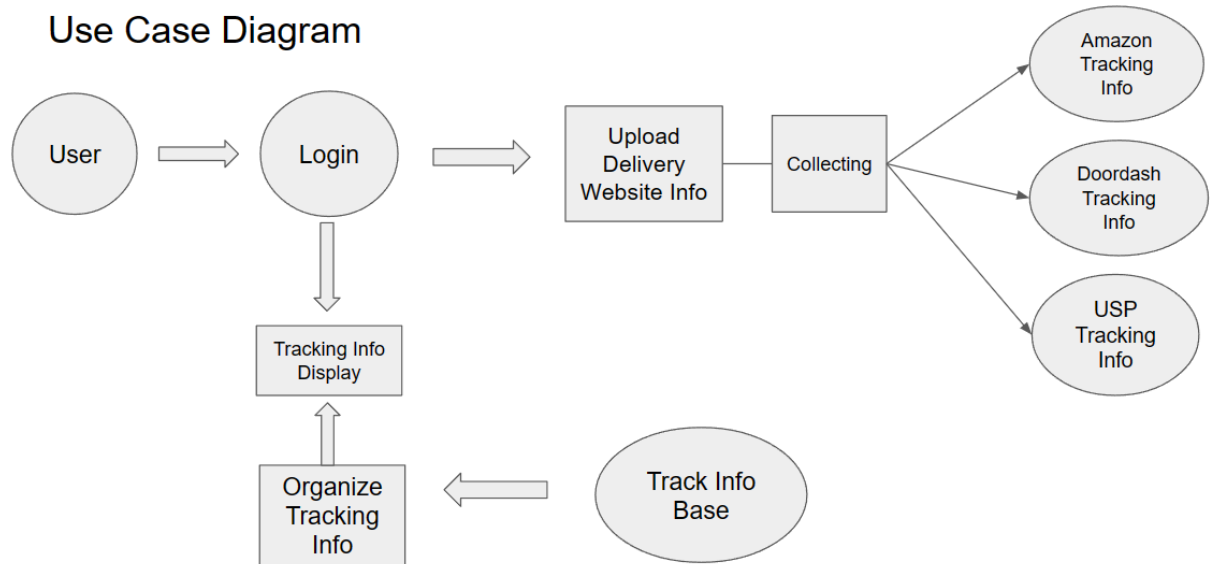 Use Case Diagram
User
Login
Upload
Delivery
Website Info
Collecting
Amazon
Tracking
Info
Doordash
Tracking
Info
USP
Tracking
Info
Tracking Info
Display
Organize
Tracking
Info
Track Info
Base